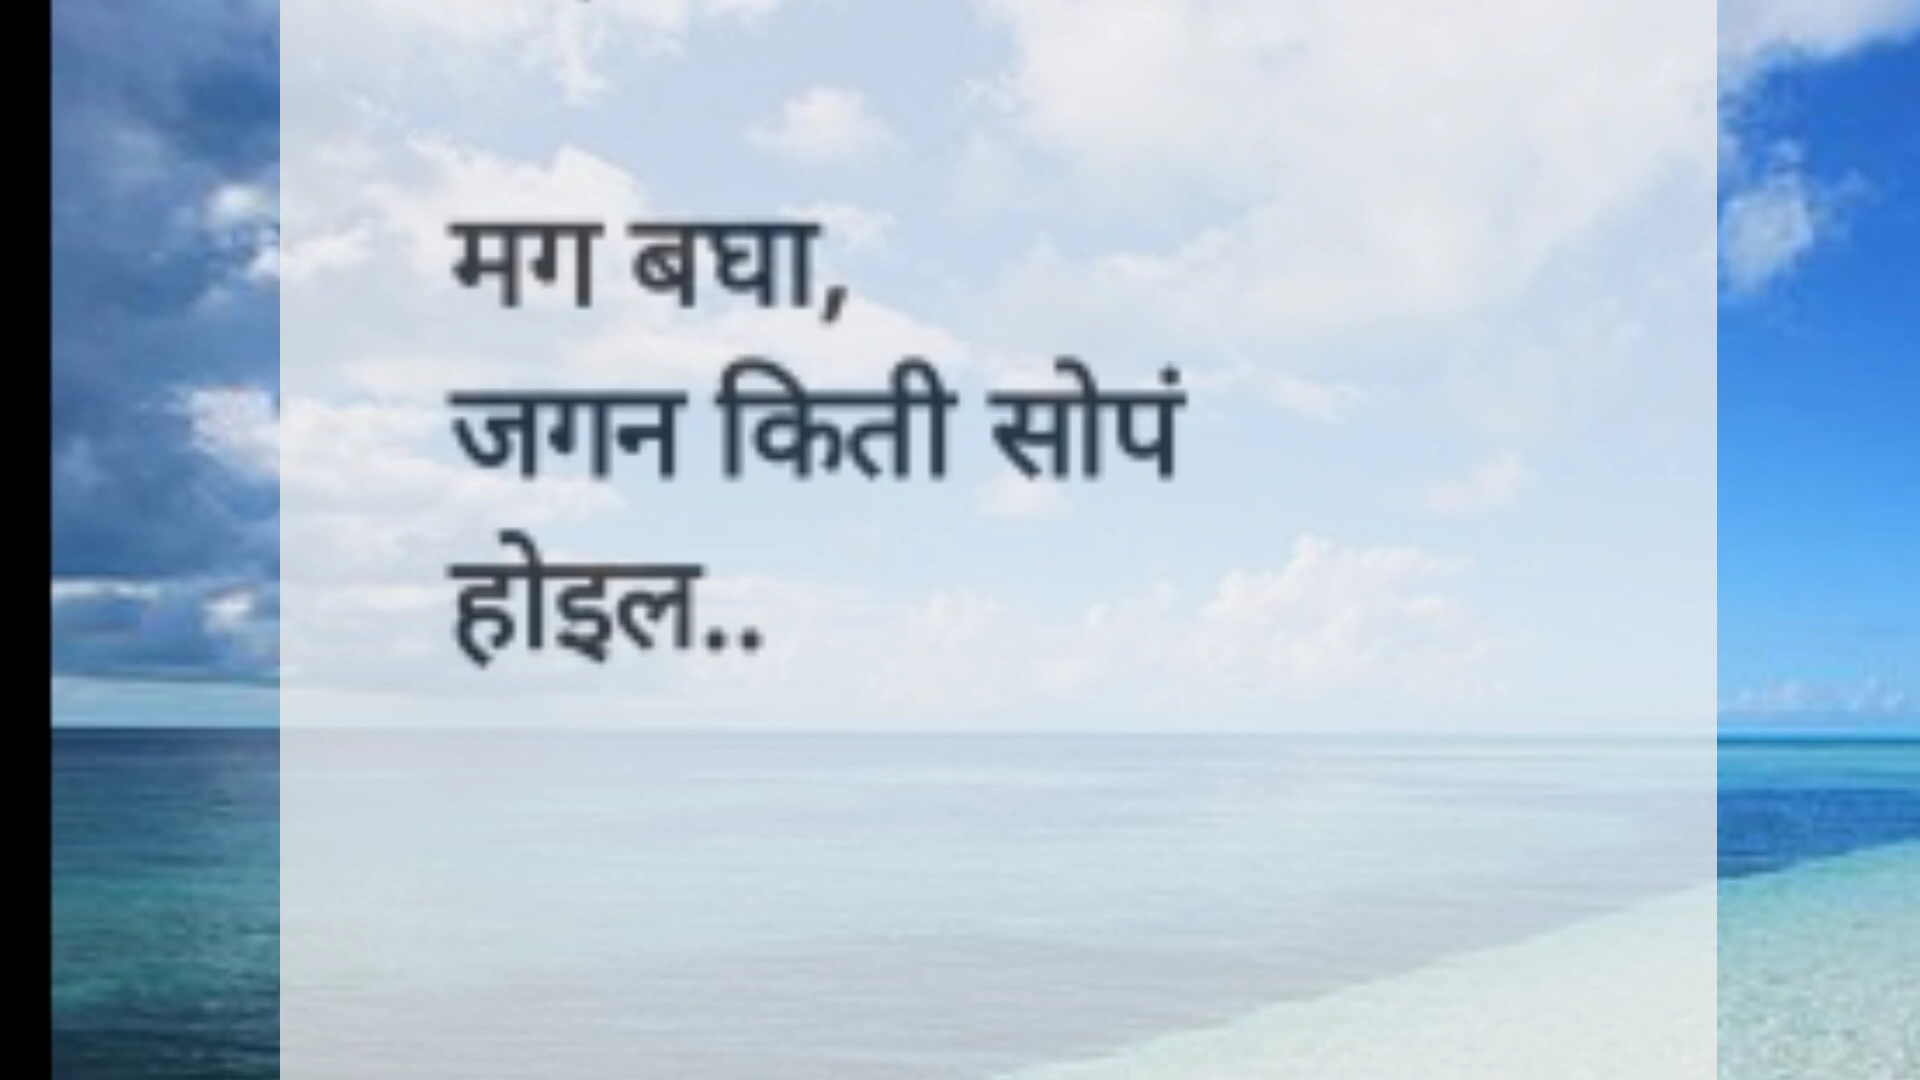 मग बघा,
जगन किती सोपं
होइल..